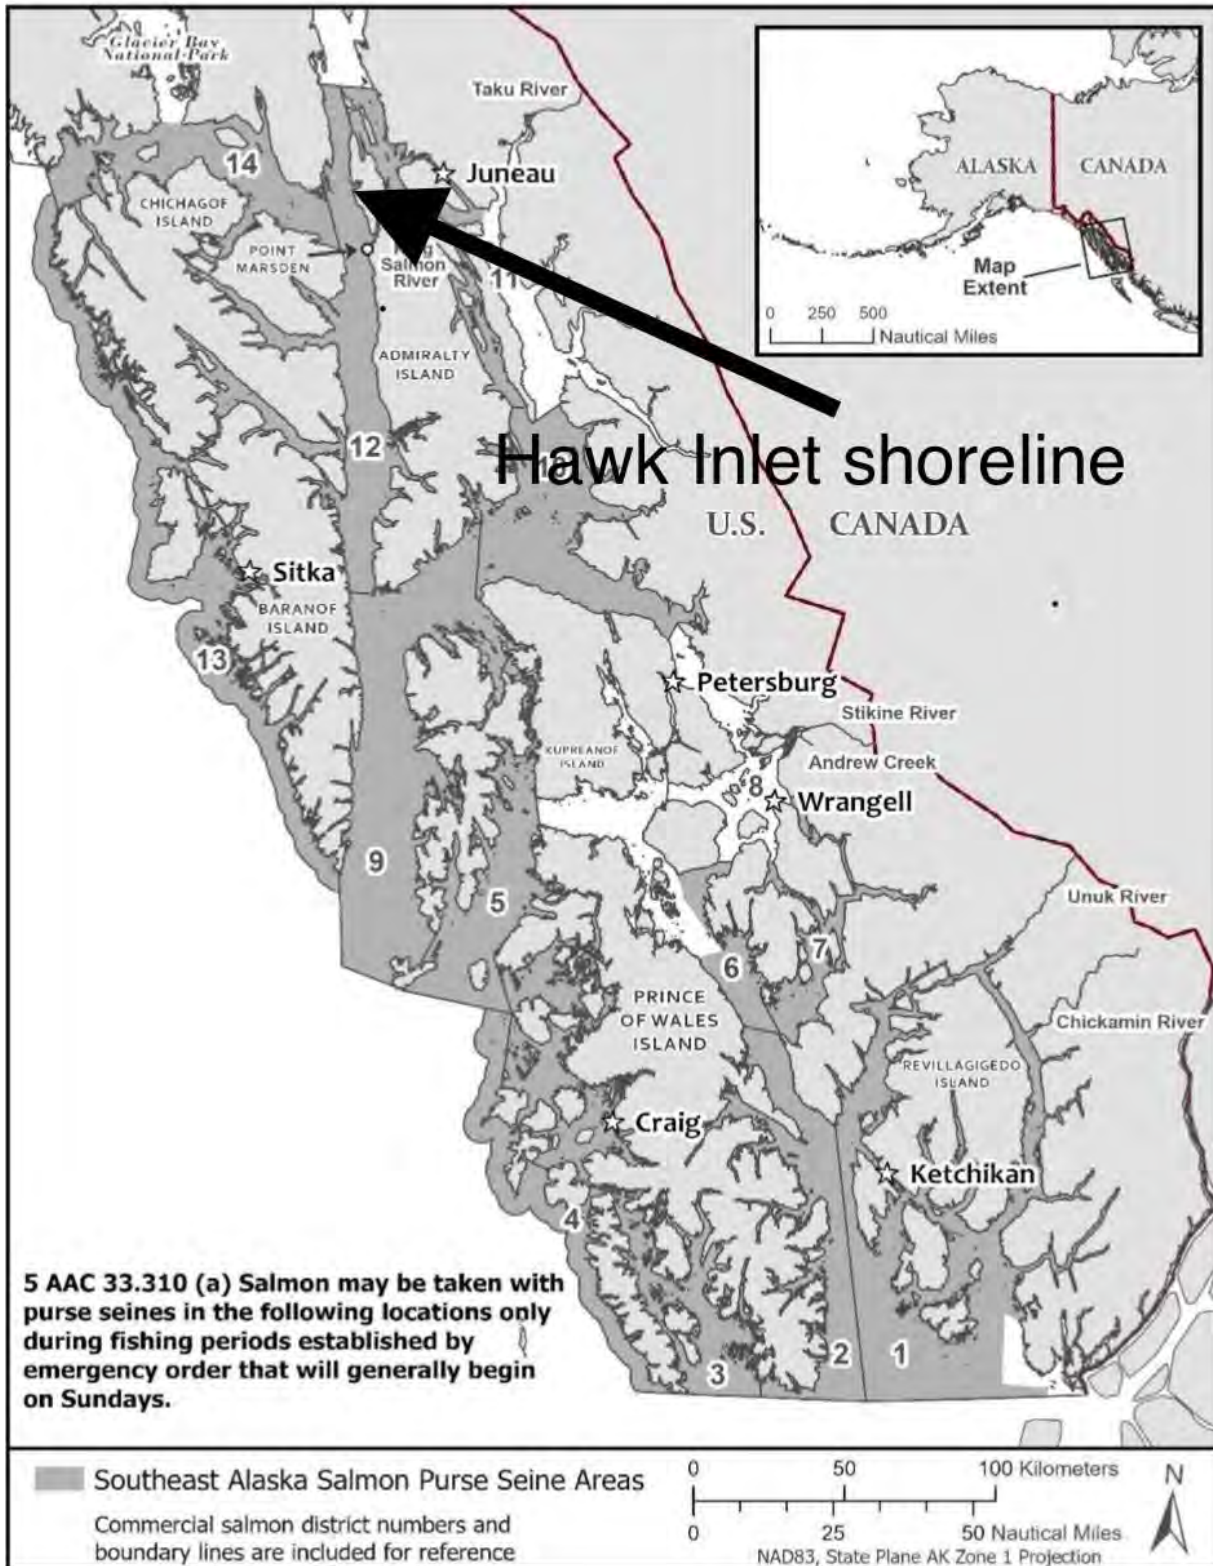 Glacier Bay
National Park
Taku River
14
Juneau
CHICHAGOF
ISLAND
POINT
MARSDEN
Salmon
River
11
ADMIRALTY
ISLAND
ALASKA
CANADA
Map
Extent
0 250 500
Nautical Miles
12
Hawk Inlet shoreline
U.S. CANADA
Sitka
BARANOF
ISLAND
13
Petersburg
Stikine River
KUPREANOF
ISLAND
Andrew Creek
8
Wrangell
9
5
Unuk River
7
6
PRINCE
OF WALES
ISLAND
Chickamin River
REVILLAGIGEDO
ISLAND
Craig
Ketchikan
4
3
2
1
5 AAC 33.310 (a) Salmon may be taken with
purse seines in the following locations only
during fishing periods established by
emergency order that will generally begin
on Sundays.
Southeast Alaska Salmon Purse Seine Areas
Commercial salmon district numbers and
boundary lines are included for reference
0 50 100 Kilometers
0 25 50 Nautical Miles
NAD83, State Plane AK Zone 1 Projection
N